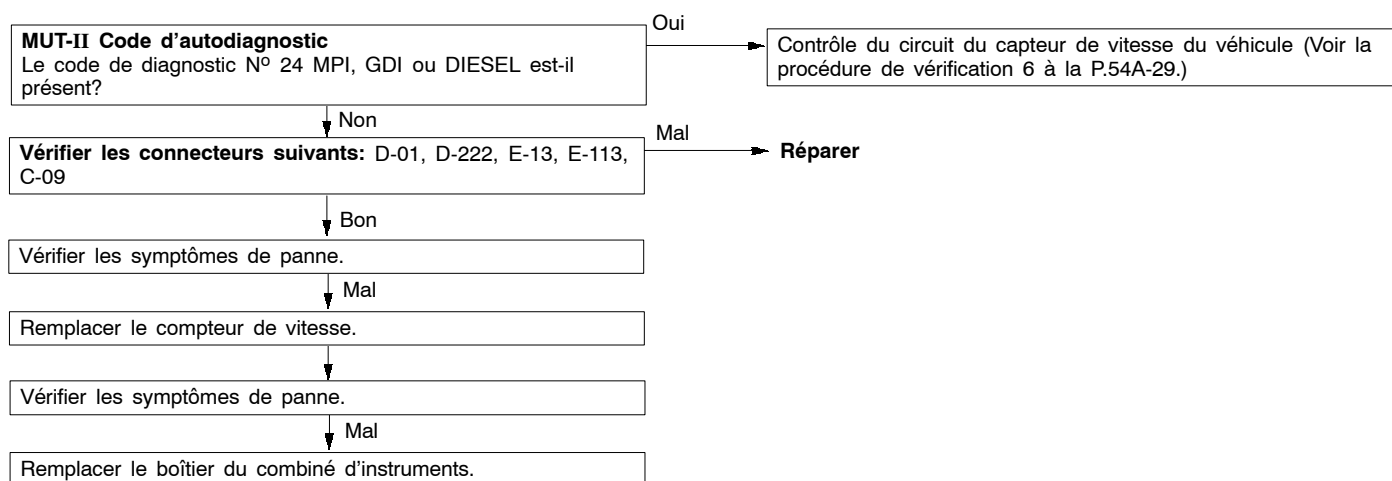 MUT-II Code d'autodiagnostic
Le code de diagnostic Nº 24 MPI, GDI ou DIESEL est-il
présent?
Oui
Contrôle du circuit du capteur de vitesse du véhicule (Voir la
procédure de vérification 6 à la P.54A-29.)
Non
Vérifier les connecteurs suivants: D-01, D-222, E-13, E-113,
C-09
Mal
Réparer
Bon
Vérifier les symptômes de panne.
Mal
Remplacer le compteur de vitesse.
Vérifier les symptômes de panne.
Mal
Remplacer le boîtier du combiné d'instruments.